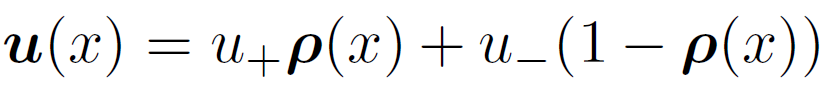 𝒖(x) = u₊𝝆(x) + u₋(1 − 𝝆(x))